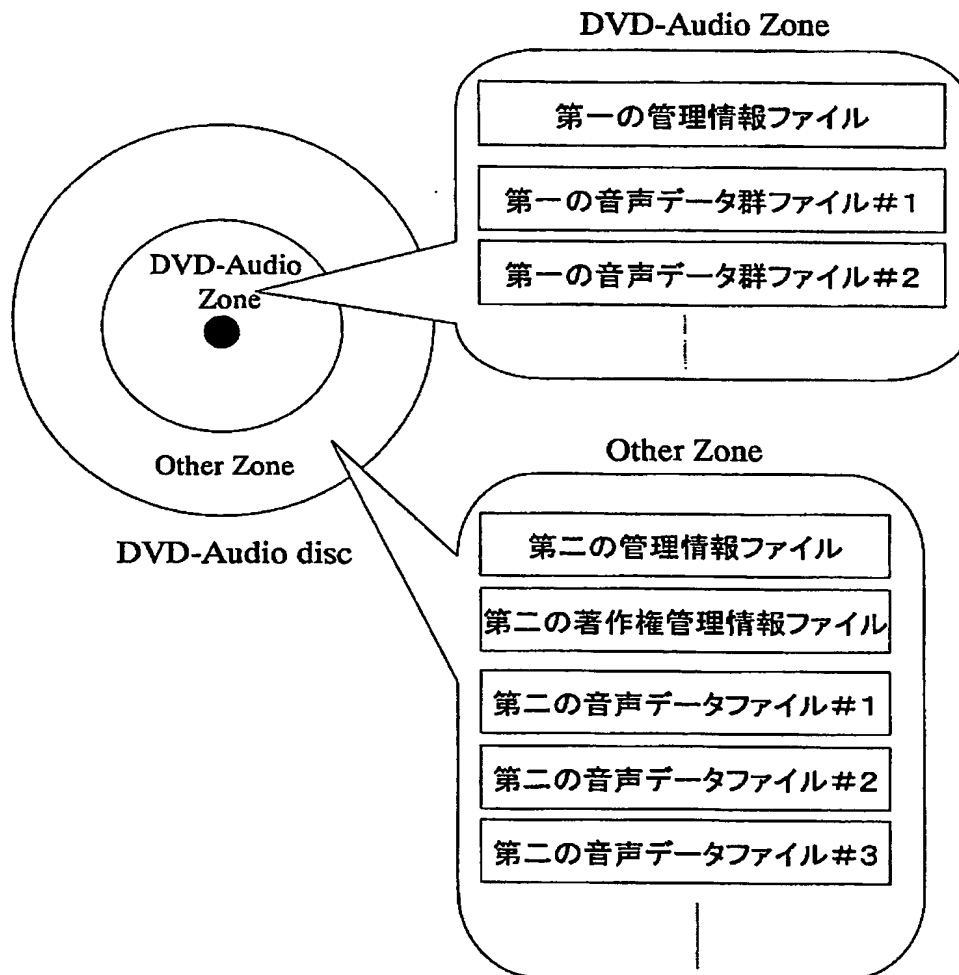 DVD-Audio Zone
第一の管理情報ファイル
第一の音声データ群ファイル#1
第一の音声データ群ファイル#2
DVD-Audio
Zone
Other Zone
DVD-Audio disc
Other Zone
第二の管理情報ファイル
第二の著作権管理情報ファイル
第二の音声データファイル#1
第二の音声データファイル#2
第二の音声データファイル#3